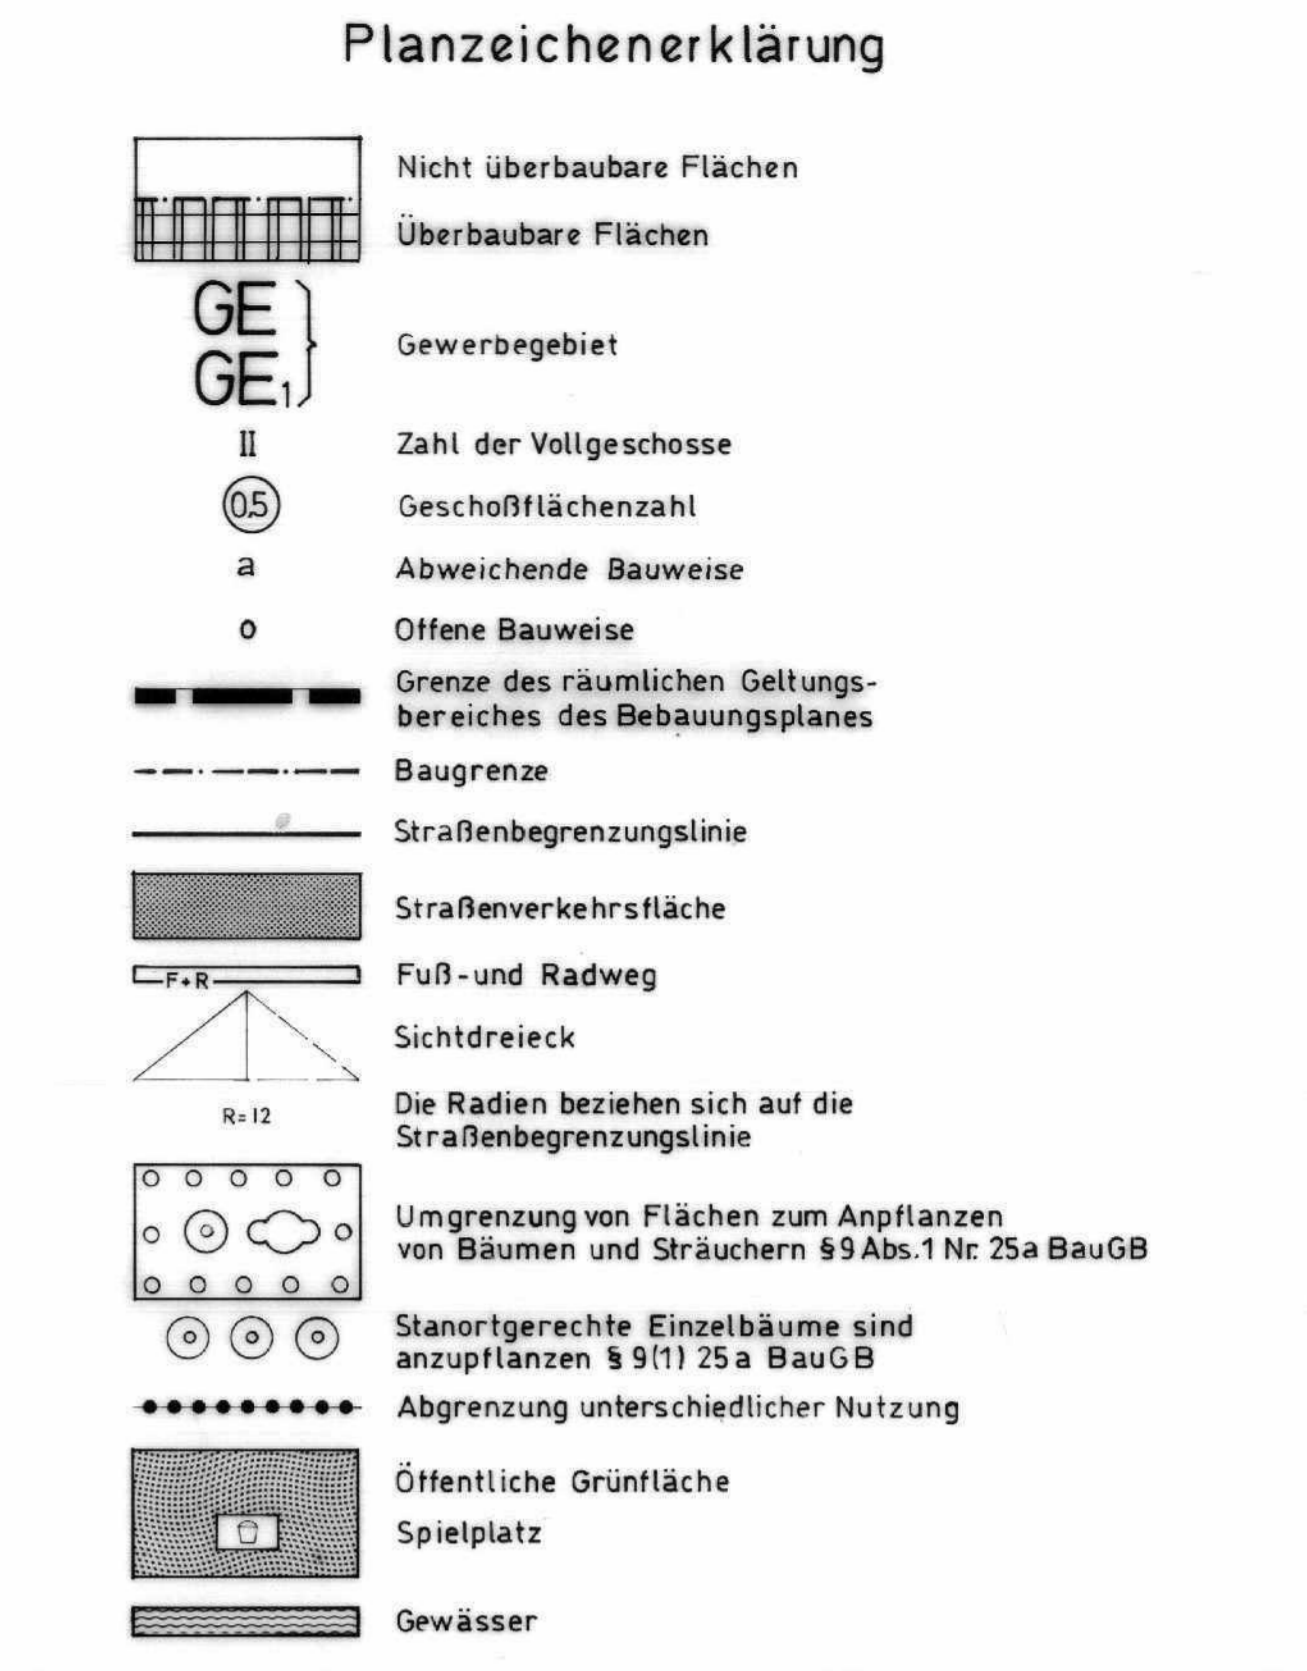 Planzeichenerklärung
Nicht überbaubare Flächen
Überbaubare Flächen
GE
GE1
Gewerbegebiet
II Zahl der Vollgeschosse
0,5 Geschoßflächenzahl
a Abweichende Bauweise
o Offene Bauweise
Grenze des räumlichen Geltungs-
bereiches des Bebauungsplanes
Baugrenze
Straßenbegrenzungslinie
Straßenverkehrsfläche
F+R Fuß-und Radweg
Sichtdreieck
R=12 Die Radien beziehen sich auf die
Straßenbegrenzungslinie
Umgrenzung von Flächen zum Anpflanzen
von Bäumen und Sträuchern §9 Abs.1 Nr. 25a BauGB
Stanortgerechte Einzelbäume sind
anzupflanzen § 9(1) 25a BauGB
Abgrenzung unterschiedlicher Nutzung
Öffentliche Grünfläche
Spielplatz
Gewässer